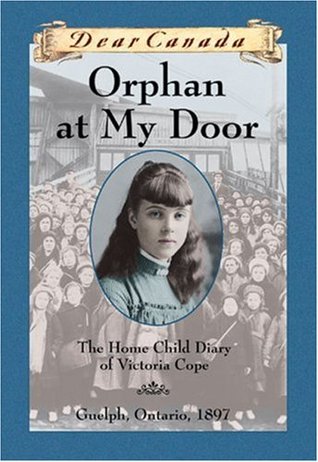 Dear Canada
Orphan
at My Door
The Home Child Diary
of Victoria Cope
Guelph, Ontario, 1897